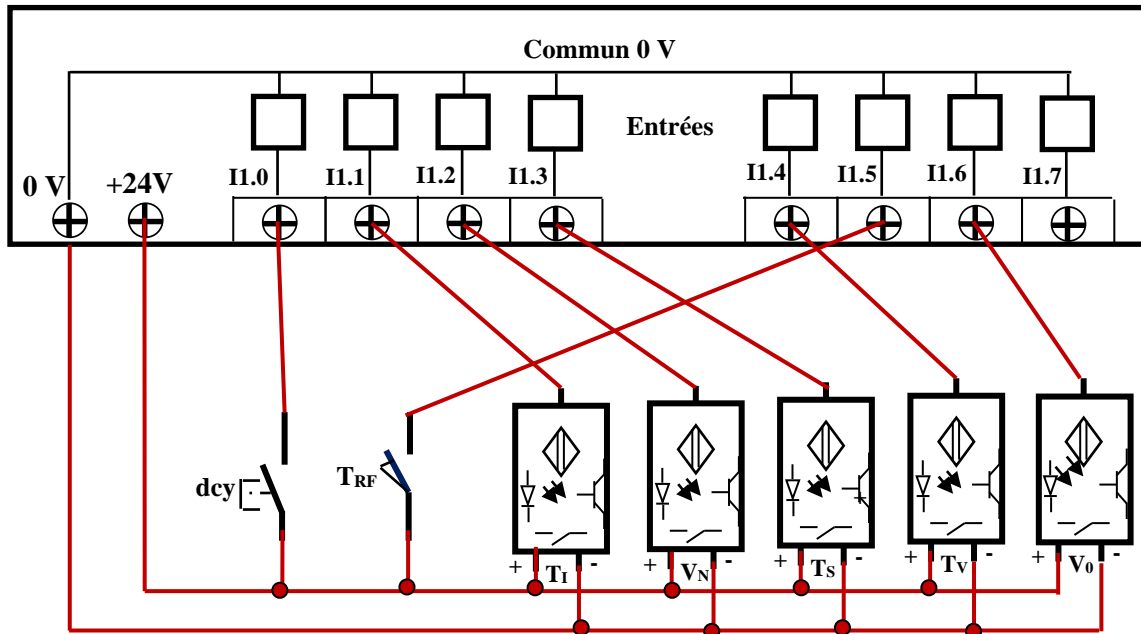 Commun 0 V
Entrées
0 V
+24V
I1.0
I1.1
I1.2
I1.3
I1.4
I1.5
I1.6
I1.7
dcy
TRF
+ TI -
+ VN -
+
+ TS -
+ TV -
+ V0 -